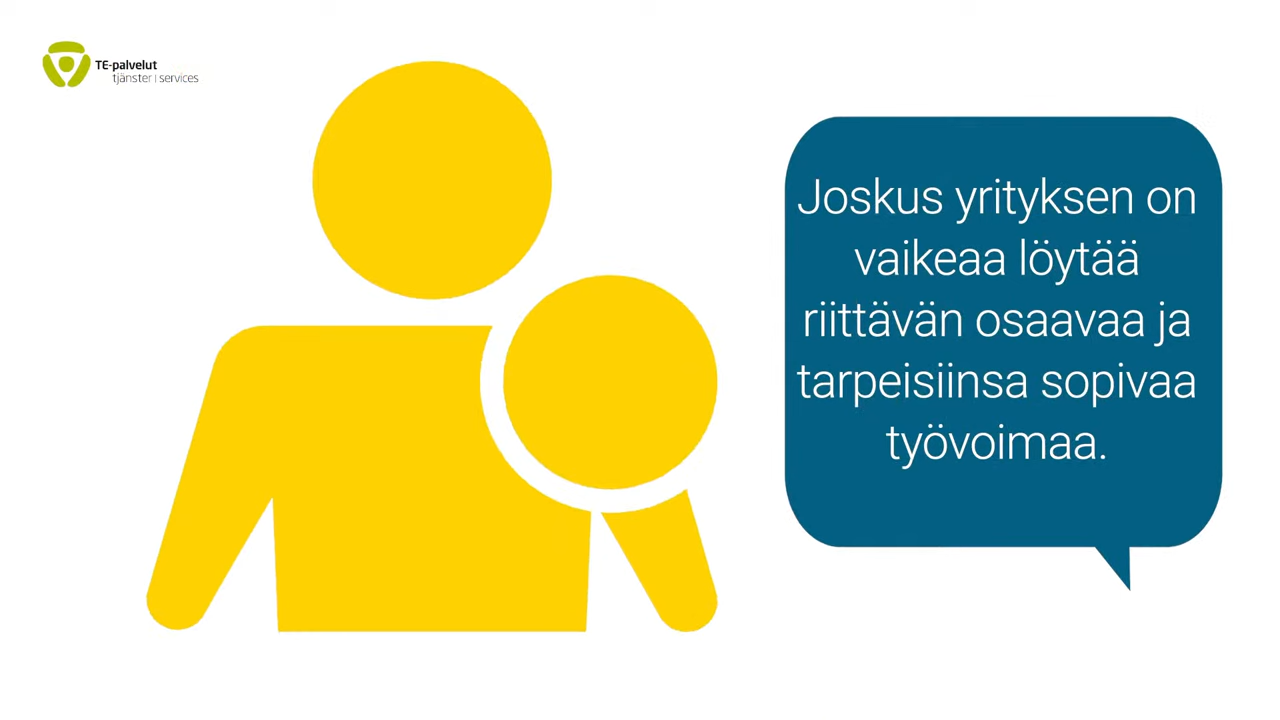 TE-palvelut
tjänster | services
Joskus yrityksen on
vaikeaa löytää
riittävän osaavaa ja
tarpeisiinsa sopivaa
työvoimaa.